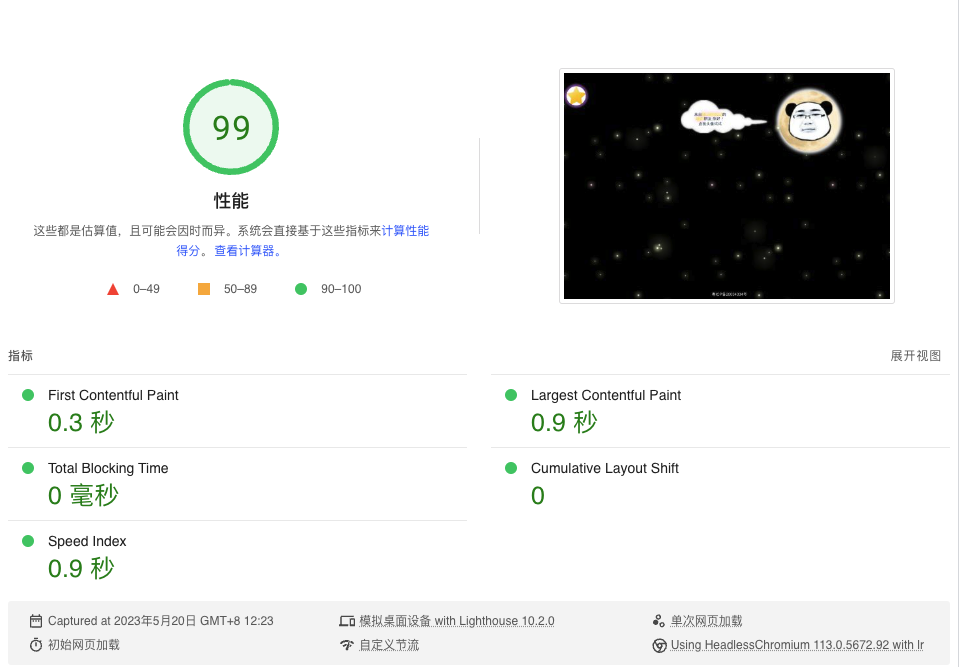 99
性能
这些都是估算值，且可能会因时而异。系统会直接基于这些指标来计算性能
得分。查看计算器。
0–49
50–89
90–100
指标
展开视图
First Contentful Paint
0.3 秒
Largest Contentful Paint
0.9 秒
Total Blocking Time
0 毫秒
Cumulative Layout Shift
0
Speed Index
0.9 秒
Captured at 2023年5月20日 GMT+8 12:23
模拟桌面设备 with Lighthouse 10.2.0
单次网页加载
初始网页加载
自定义节流
Using HeadlessChromium 113.0.5672.92 with lr